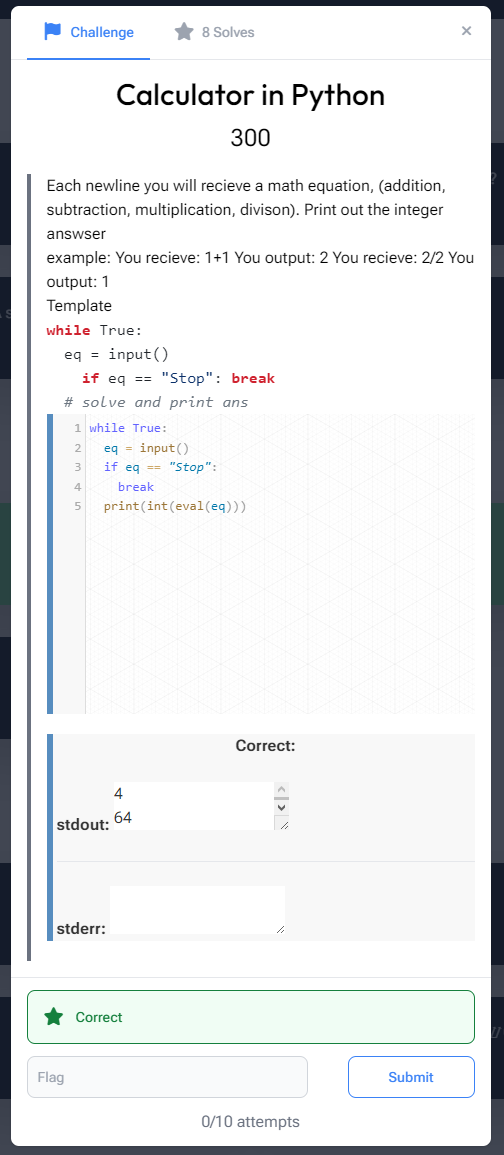 Challenge
8 Solves
×
Calculator in Python
300
Each newline you will recieve a math equation, (addition,
subtraction, multiplication, divison). Print out the integer
answser
example: You recieve: 1+1 You output: 2 You recieve: 2/2 You
output: 1
Template
while True:
eq = input()
if eq == "Stop": break
# solve and print ans
1 while True:
2 eq = input()
3 if eq == "Stop":
4 break
5 print(int(eval(eq)))
Correct:
4
64
stdout:
stderr:
Correct
Flag
Submit
0/10 attempts